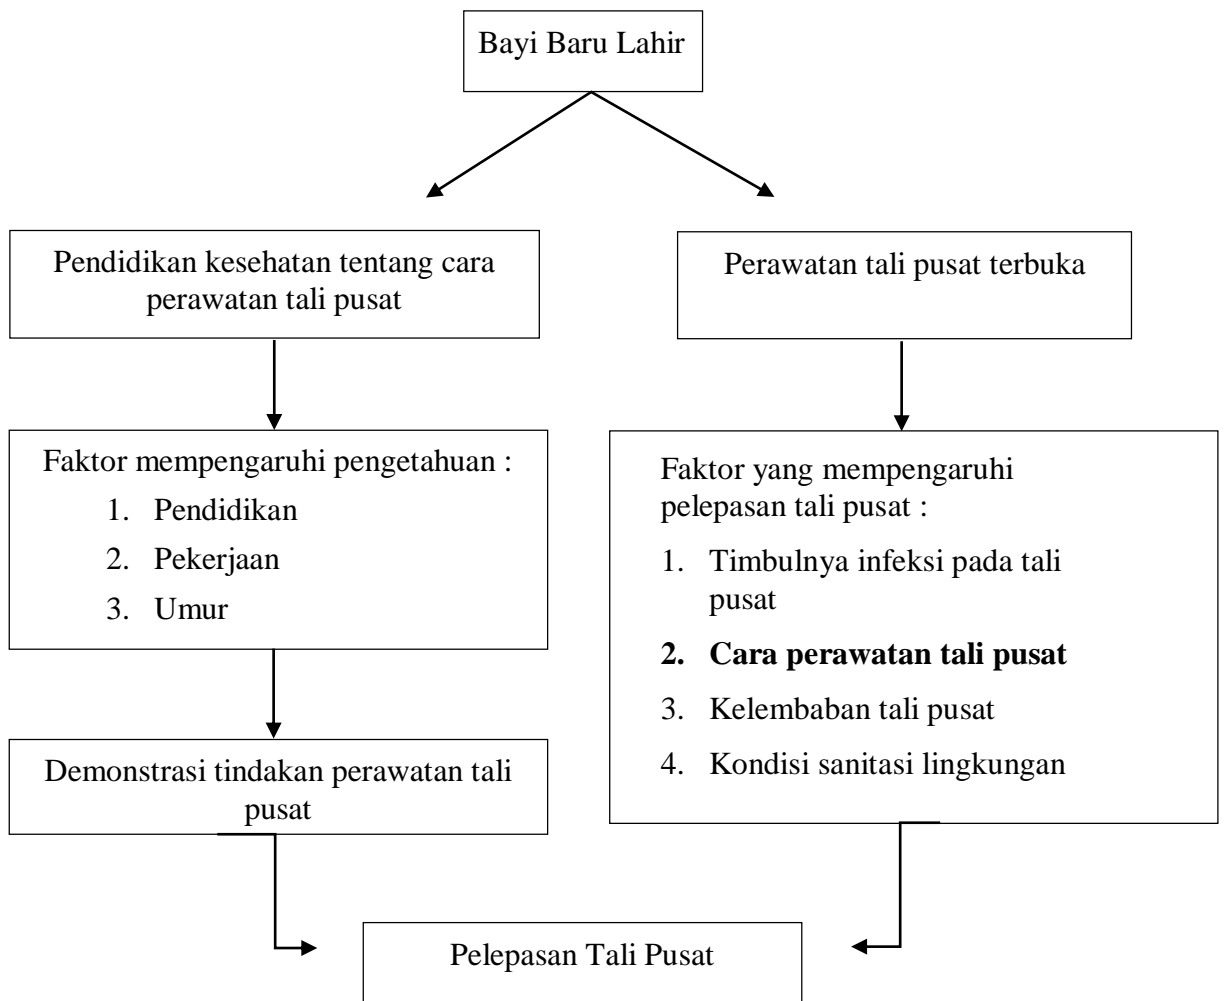 Bayi Baru Lahir
Pendidikan kesehatan tentang cara
perawatan tali pusat
Perawatan tali pusat terbuka
Faktor mempengaruhi pengetahuan :
1. Pendidikan
2. Pekerjaan
3. Umur
Faktor yang mempengaruhi
pelepasan tali pusat :
1. Timbulnya infeksi pada tali
pusat
2. Cara perawatan tali pusat
3. Kelembaban tali pusat
4. Kondisi sanitasi lingkungan
Demonstrasi tindakan perawatan tali
pusat
Pelepasan Tali Pusat